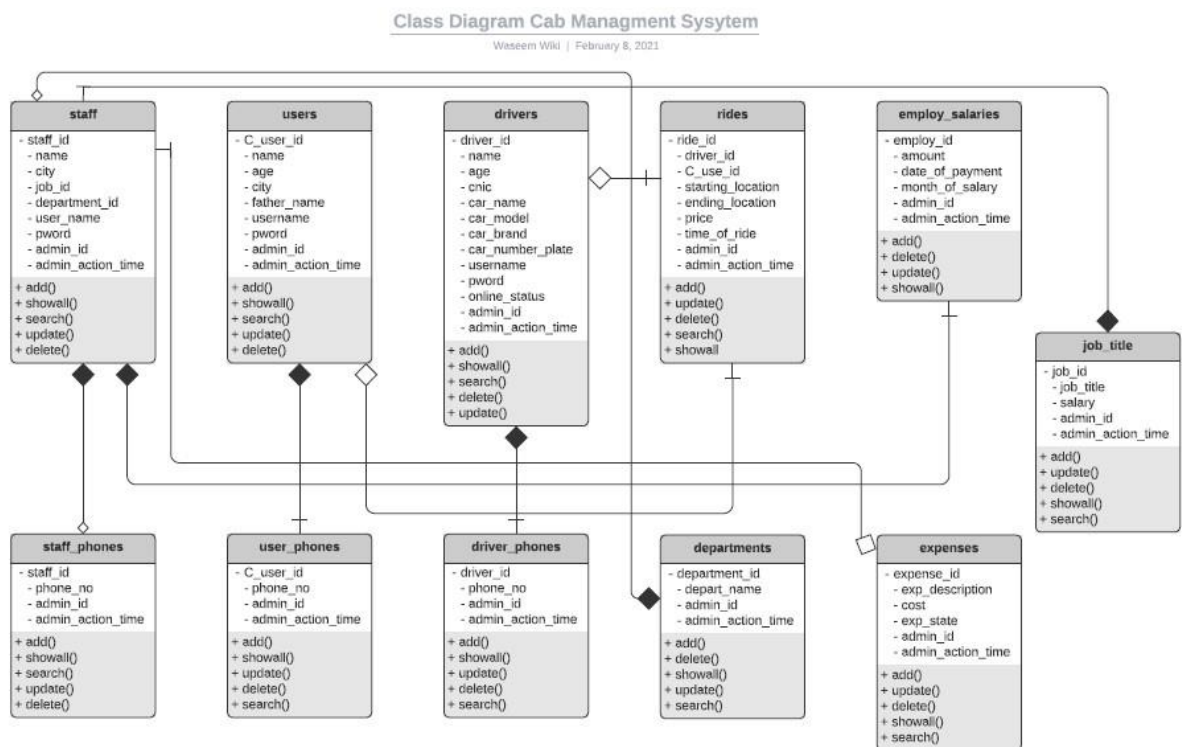 Class Diagram Cab Managment Sysytem
Waseem Wiki | February 8, 2021
staff
- staff_id
- name
- city
- job_id
- department_id
- user_name
- pword
- admin_id
- admin_action_time
+ add()
+ showall()
+ search()
+ update()
+ delete()
users
- C_user_id
- name
- age
- city
- father_name
- username
- pword
- admin_id
- admin_action_time
+ add()
+ showall()
+ search()
+ update()
+ delete()
drivers
- driver_id
- name
- age
- cnic
- car_name
- car_model
- car_brand
- car_number_plate
- username
- pword
- online_status
- admin_id
- admin_action_time
+ add()
+ showall()
+ search()
+ delete()
+ update()
rides
- ride_id
- driver_id
- C_use_id
- starting_location
- ending_location
- price
- time_of_ride
- admin_id
- admin_action_time
+ add()
+ update()
+ delete()
+ search()
+ showall
employ_salaries
- employ_id
- amount
- date_of_payment
- month_of_salary
- admin_id
- admin_action_time
+ add()
+ delete()
+ update()
+ showall()
job_title
- job_id
- job_title
- salary
- admin_id
- admin_action_time
+ add()
+ update()
+ delete()
+ showall()
+ search()
staff_phones
- staff_id
- phone_no
- admin_id
- admin_action_time
+ add()
+ showall()
+ search()
+ update()
+ delete()
user_phones
- C_user_id
- phone_no
- admin_id
- admin_action_time
+ add()
+ showall()
+ update()
+ delete()
+ search()
driver_phones
- driver_id
- phone_no
- admin_id
- admin_action_time
+ add()
+ showall()
+ update()
+ delete()
+ search()
departments
- department_id
- depart_name
- admin_id
- admin_action_time
+ add()
+ delete()
+ showall()
+ update()
+ search()
expenses
- expense_id
- exp_description
- cost
- exp_state
- admin_id
- admin_action_time
+ add()
+ update()
+ delete()
+ showall()
+ search()